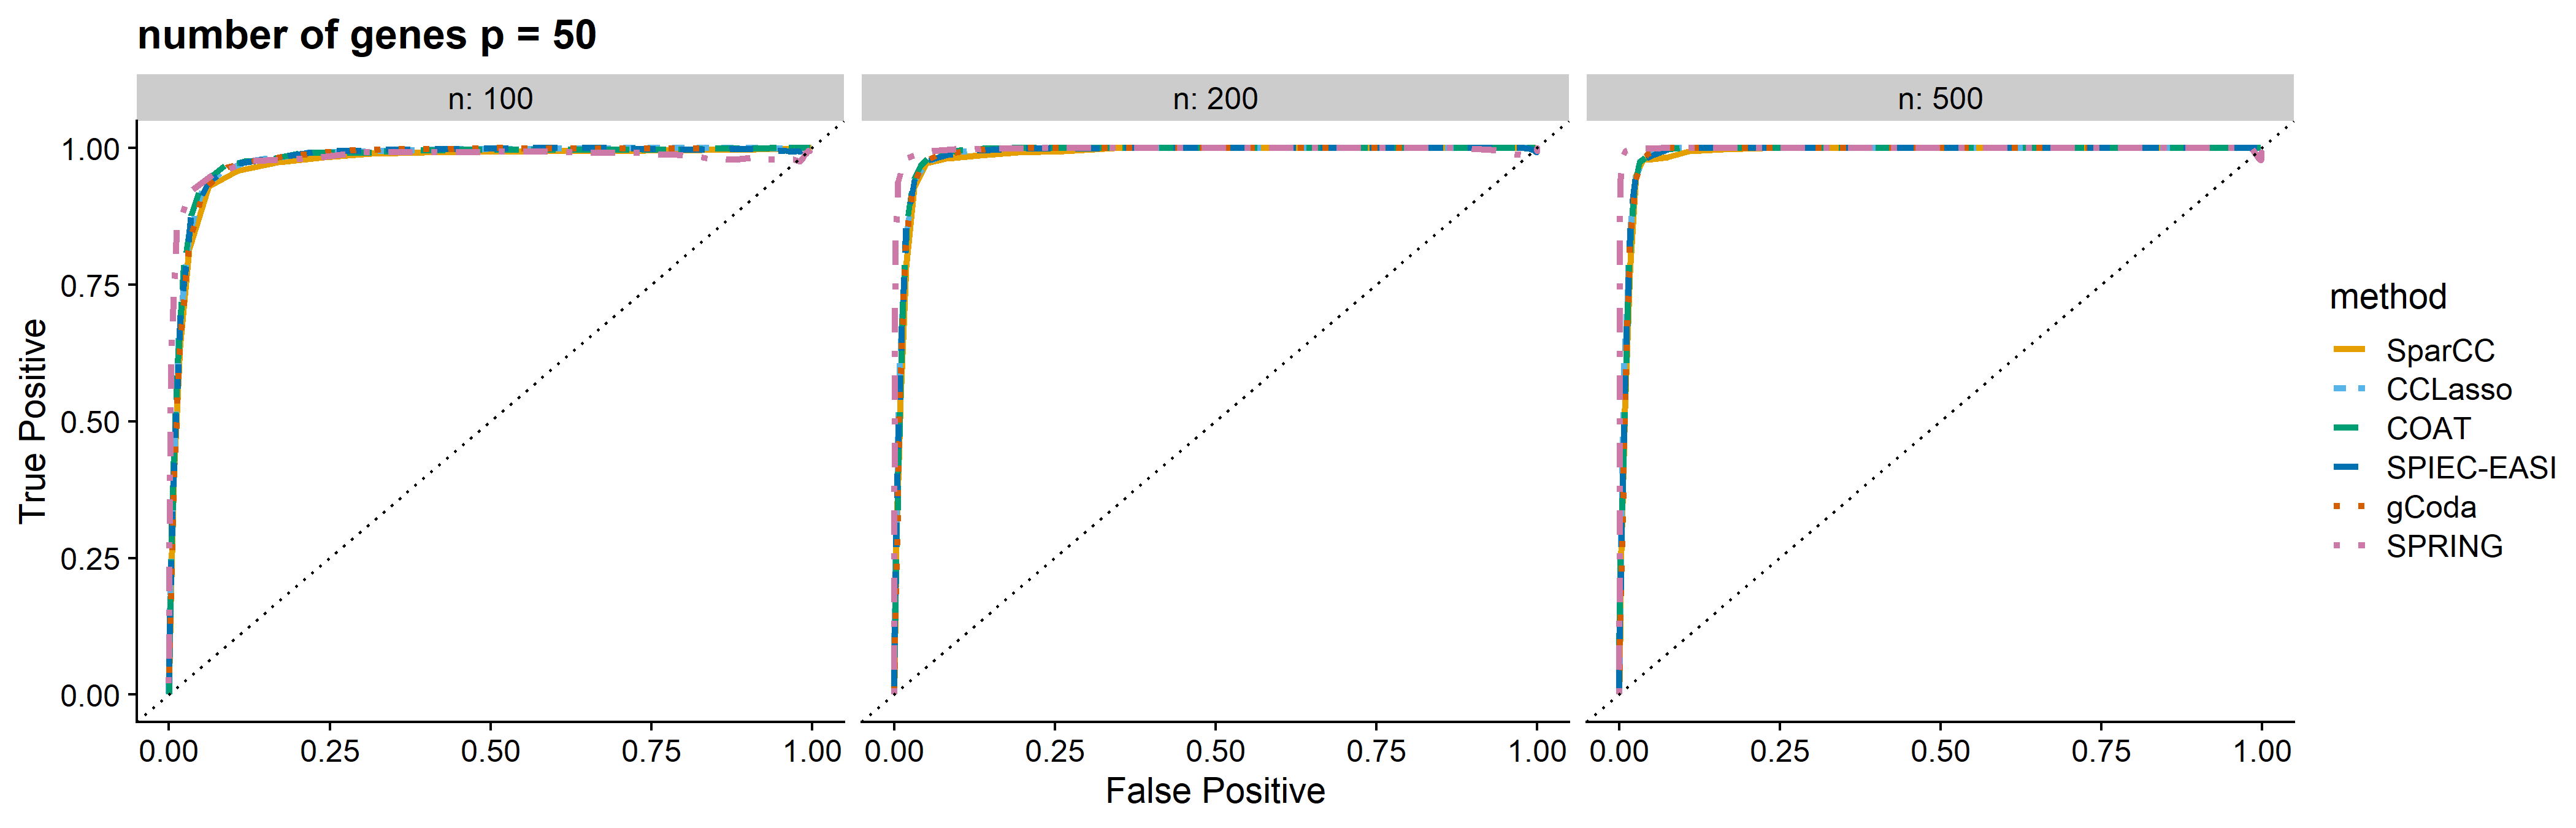 number of genes p = 50
n: 100
n: 200
n: 500
True Positive
1.00
0.75
0.50
0.25
0.00
0.00 0.25 0.50 0.75 1.00
0.00 0.25 0.50 0.75 1.00
0.00 0.25 0.50 0.75 1.00
False Positive
method
SparCC
CCLasso
COAT
SPIEC-EASI
gCoda
SPRING